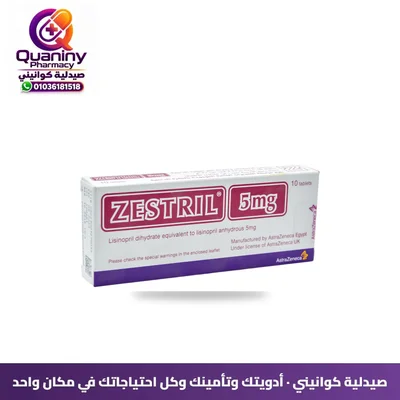 Quaniny
Pharmacy
صيدلية كوانيني
01036181518
ZESTRIL® 5mg
10 tablets
Lisinopril dihydrate equivalent to lisinopril anhydrous 5mg
Manufactured by AstraZeneca Egypt
Under license of AstraZeneca UK
Please check the special warnings in the enclosed leaflet
AstraZeneca
صيدلية كوانيني · أدويتك وتأمينك وكل احتياجاتك في مكان واحد